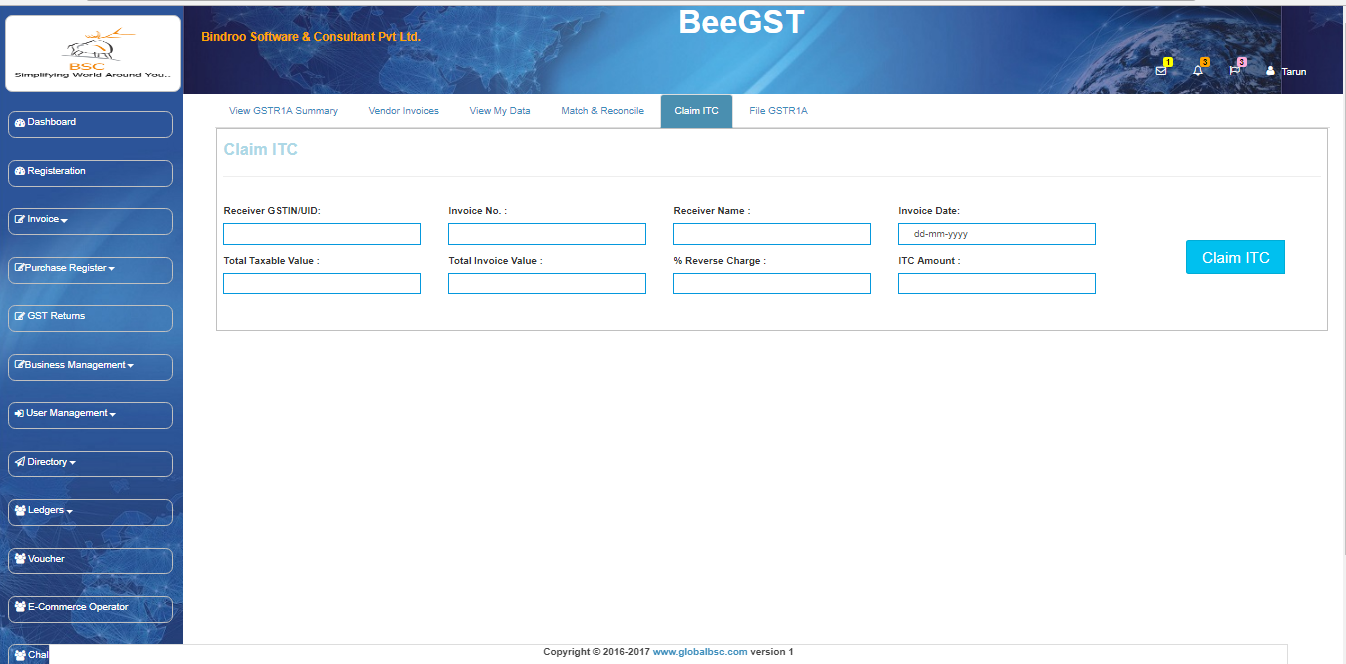 BeeGST
Bindroo Software & Consultant Pvt Ltd.
BSC
Simplifying World Around You..
1
3
3
Tarun
Dashboard
Registeration
Invoice
Purchase Register
GST Returns
Business Management
User Management
Directory
Ledgers
Voucher
E-Commerce Operator
Chal
View GSTR1A Summary Vendor Invoices View My Data Match & Reconcile Claim ITC File GSTR1A
Claim ITC
Receiver GSTIN/UID: Invoice No. : Receiver Name : Invoice Date:
dd-mm-yyyy
Total Taxable Value : Total Invoice Value : % Reverse Charge : ITC Amount :
Claim ITC
Copyright © 2016-2017 www.globalbsc.com version 1